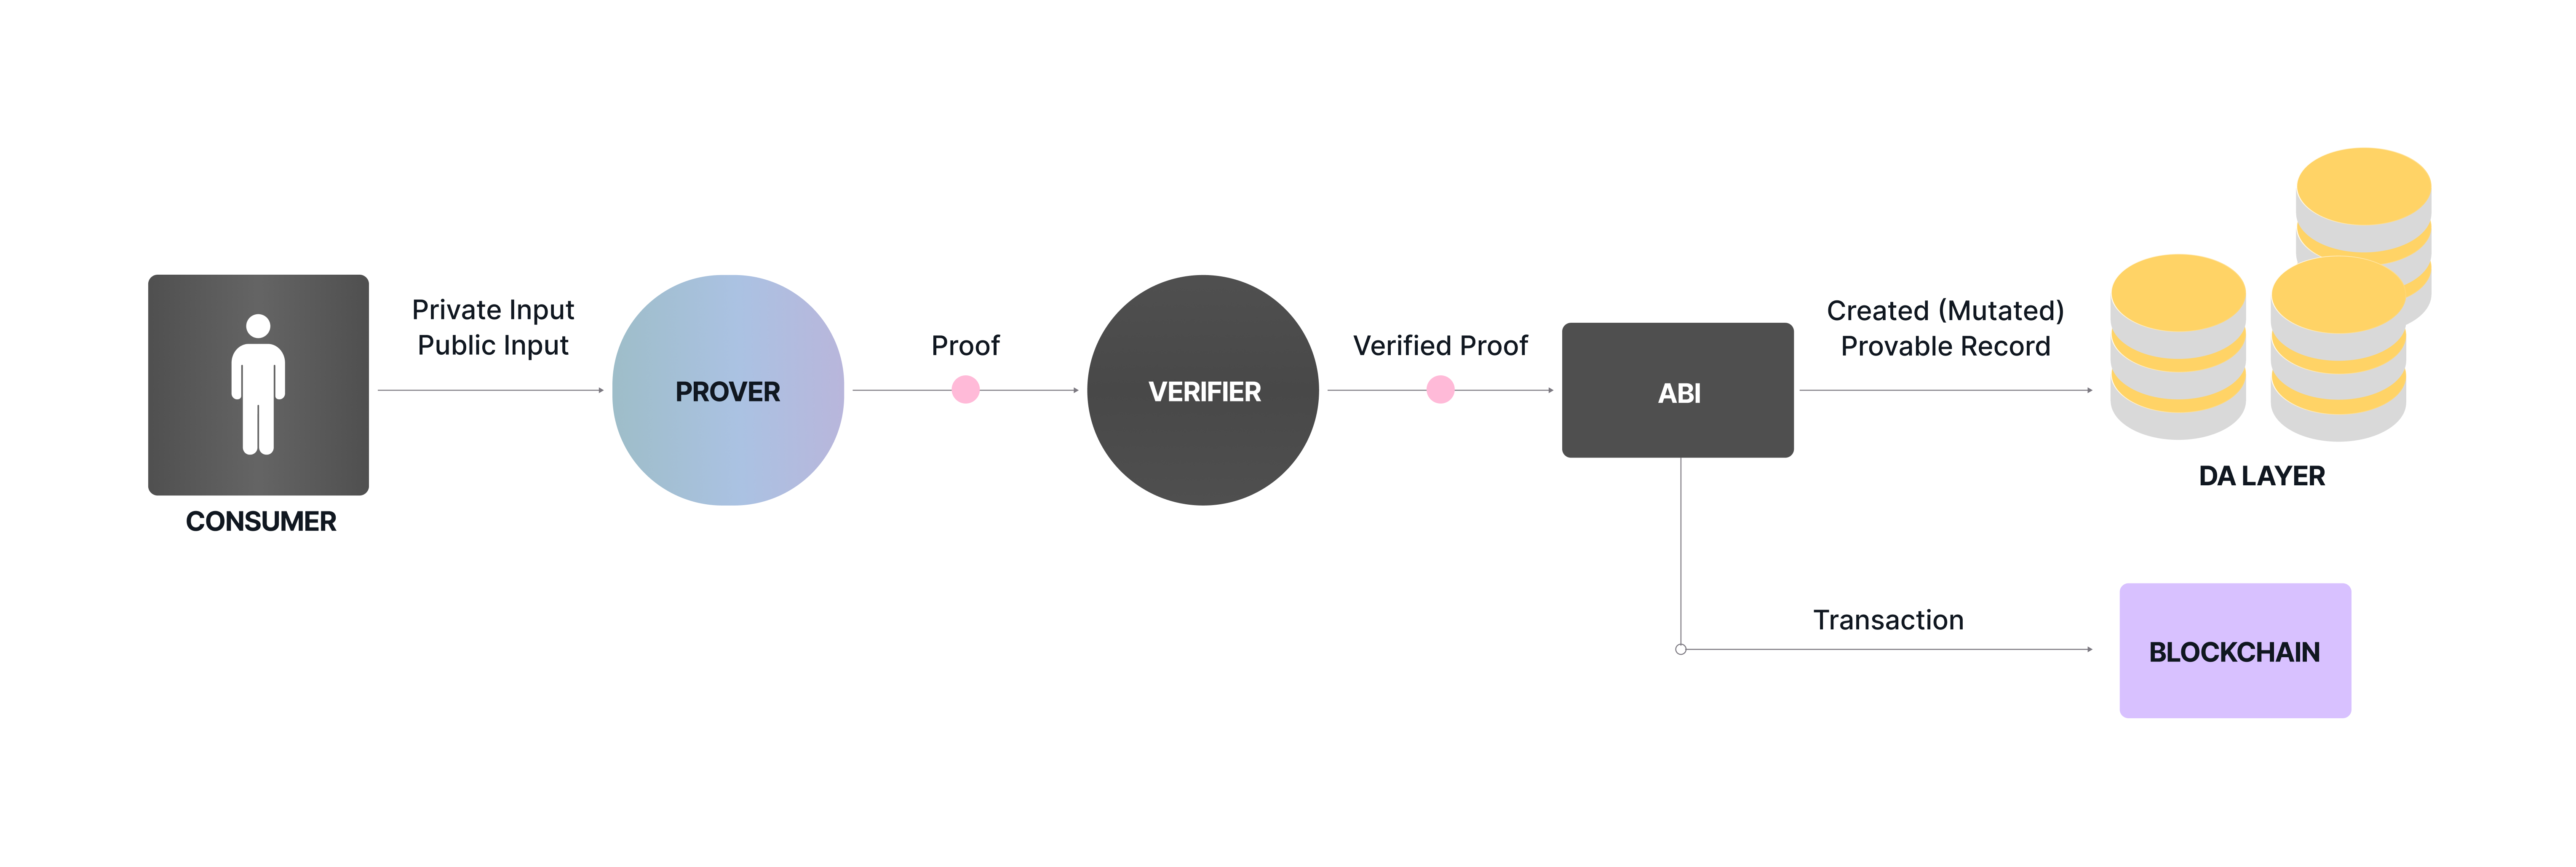 Private Input
Public Input
PROVER
Proof
VERIFIER
Verified Proof
ABI
Created (Mutated)
Provable Record
CONSUMER
DA LAYER
Transaction
BLOCKCHAIN